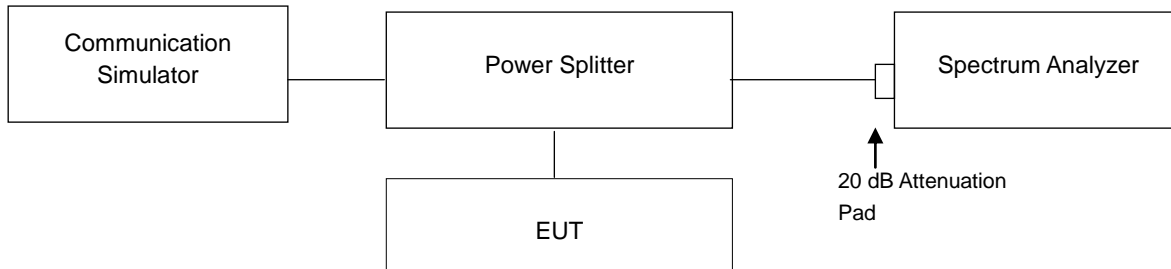 Communication
Simulator
Power Splitter
Spectrum Analyzer
20 dB Attenuation
Pad
EUT